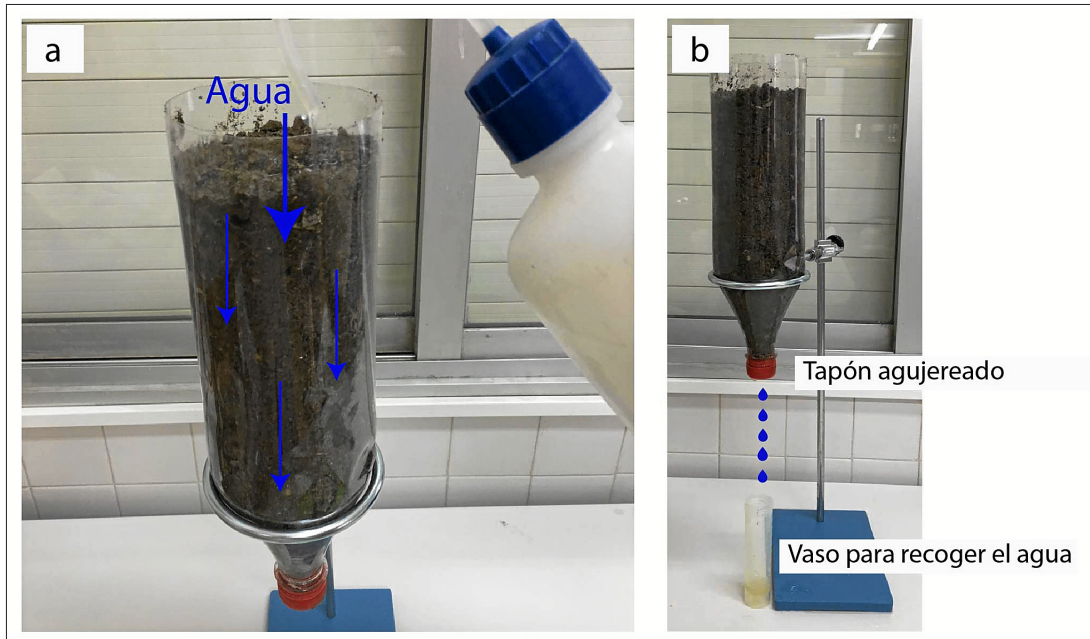 a
Agua
b
Tapón agujereado
Vaso para recoger el agua